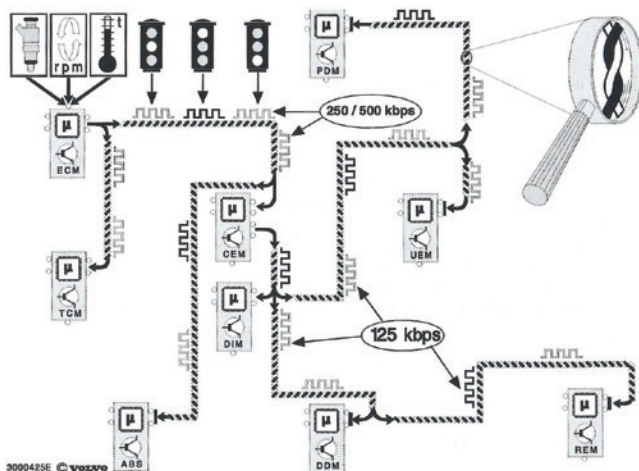 t
rpm
µ
ECM
250 / 500 kbps
µ
PDM
µ
TCM
µ
CEM
µ
UEM
µ
DIM
125 kbps
µ
ABS
µ
DDM
µ
REM
3000425E © VOLVO